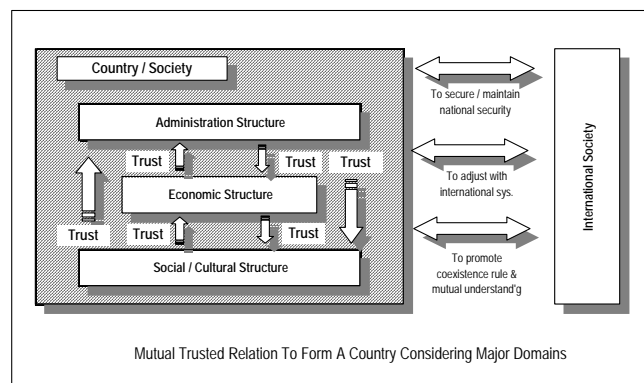 Country / Society
Administration Structure
Trust
Trust
Trust
Economic Structure
Trust
Trust
Trust
Social / Cultural Structure
To secure / maintain
national security
To adjust with
international sys.
To promote
coexistence rule &
mutual understand'g
International Society
Mutual Trusted Relation To Form A Country Considering Major Domains